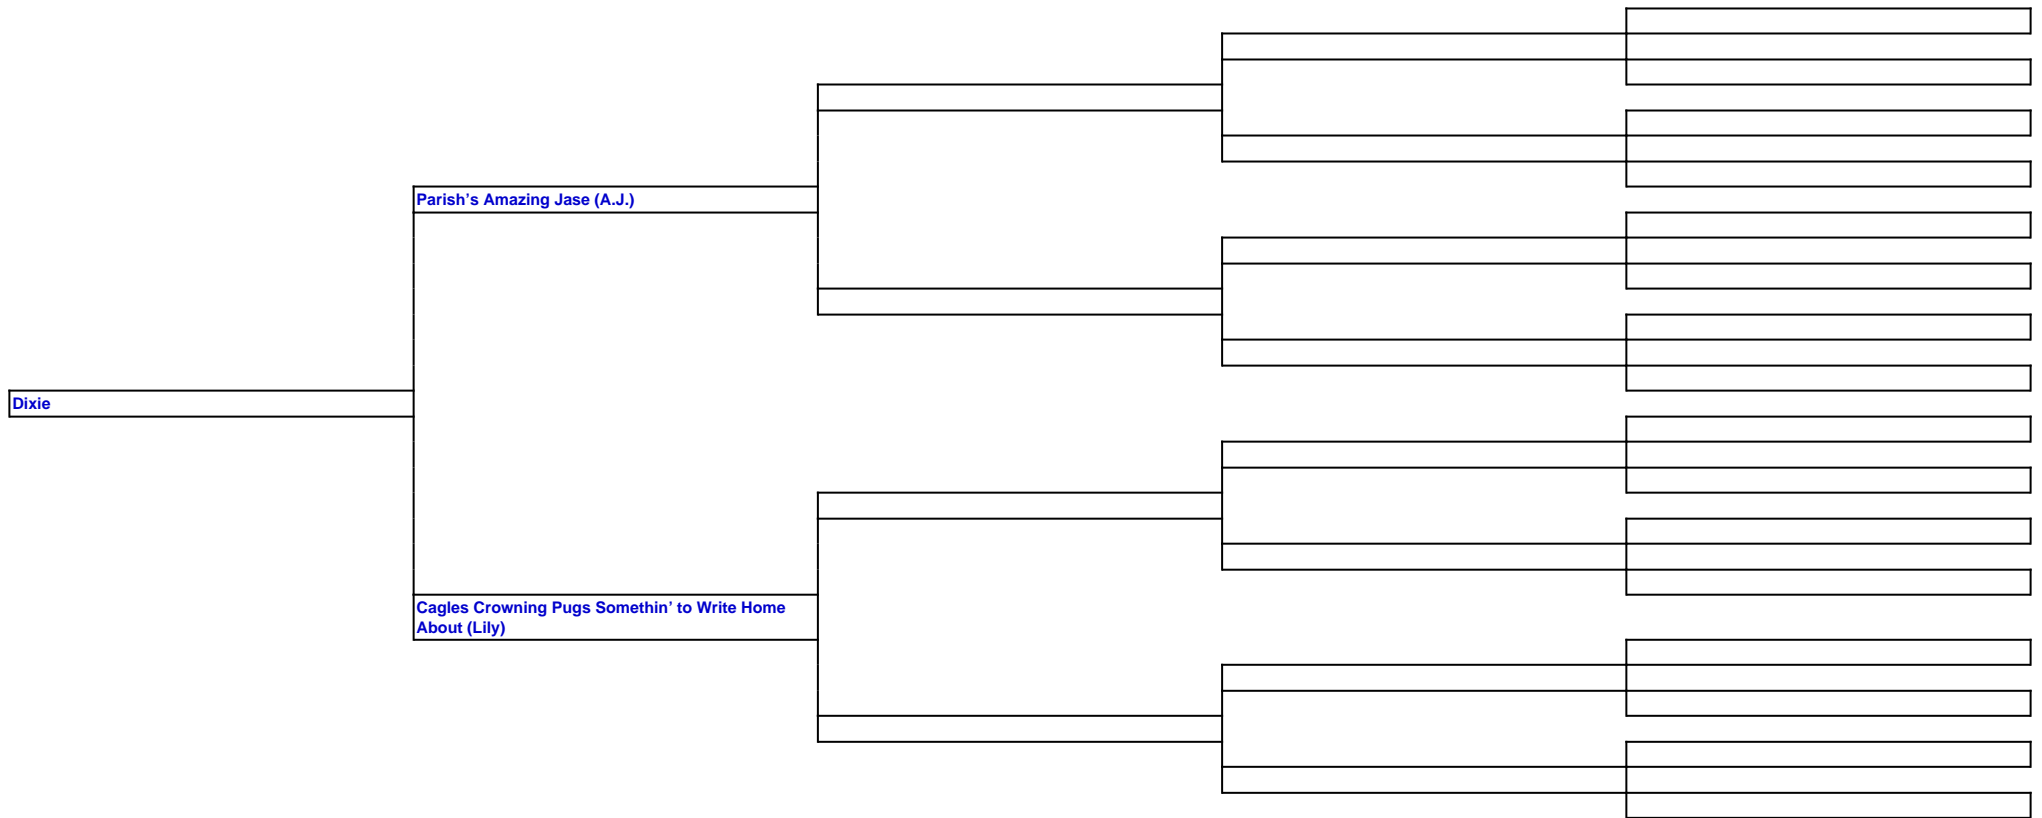 Parish’s Amazing Jase (A.J.)
Dixie
Cagles Crowning Pugs Somethin’ to Write Home
About (Lily)